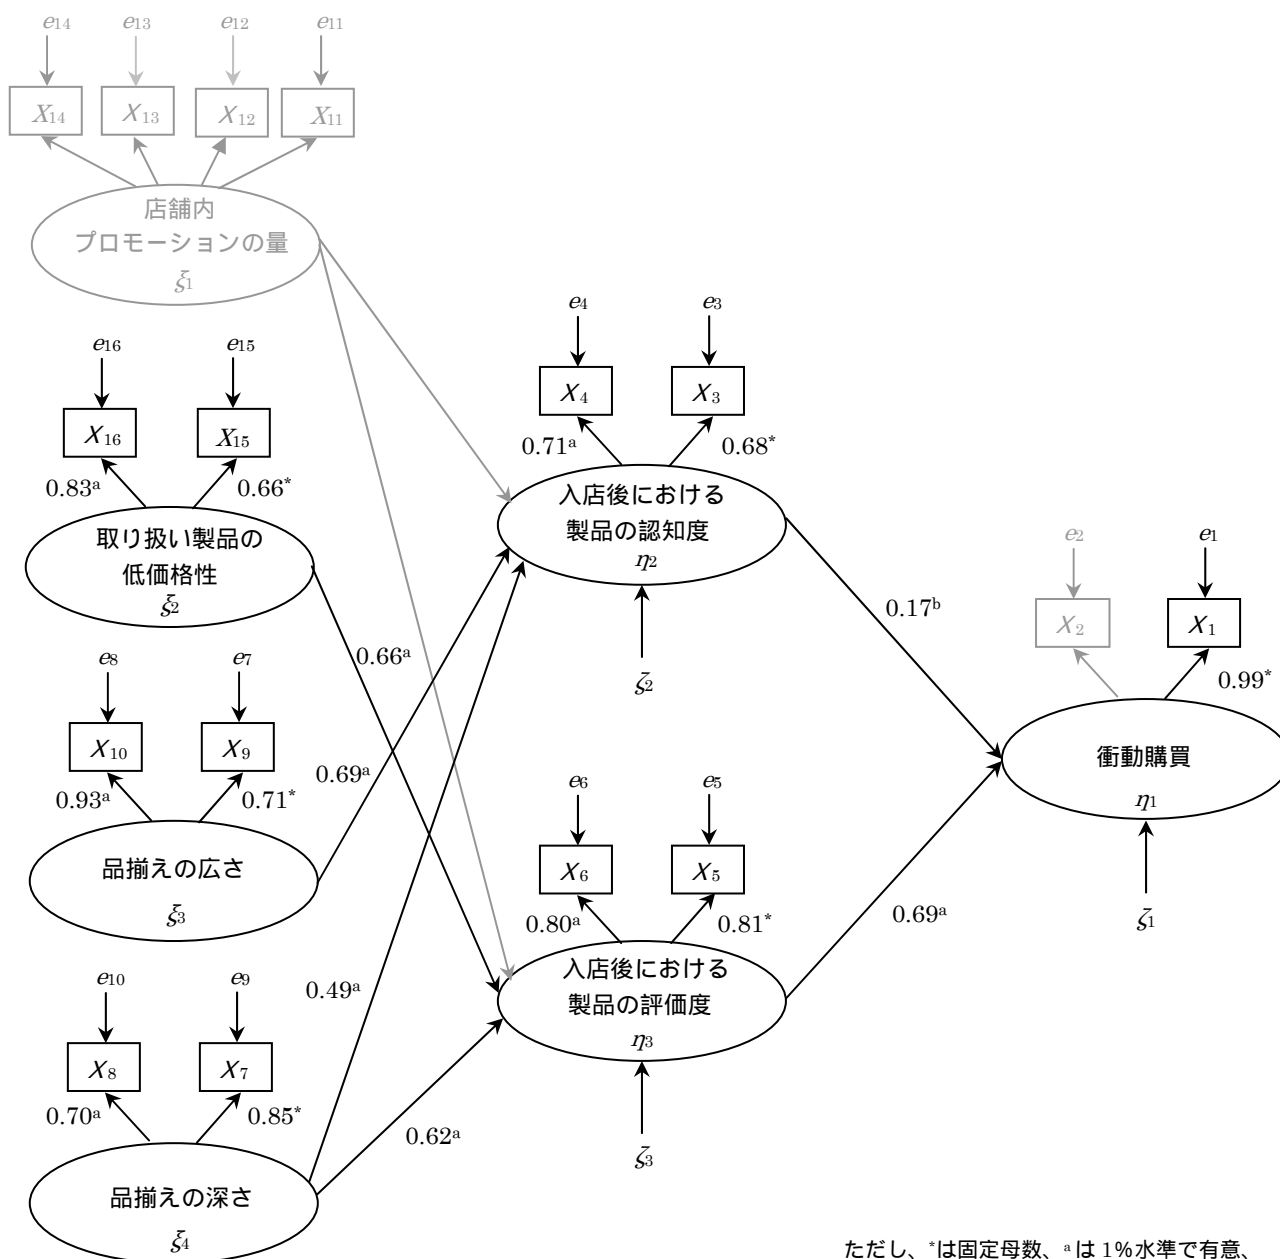 e14 e13 e12 e11
X14 X13 X12 X11
店舗内
プロモーションの量
ξ1
e4 e3
e16 e15
X4 X3
X16 X15
0.71a 0.68*
0.83a 0.66*
入店後における
製品の認知度
η2
取り扱い製品の
低価格性
ξ2
e2 e1
0.17b
X2 X1
0.66a
e8 e7
ζ2
0.99*
X10 X9
衝動購買
η1
0.69a
e6 e5
0.93a 0.71*
X6 X5
品揃えの広さ
ξ3
0.80a 0.81*
0.69a
ζ1
e10 e9
0.49a
入店後における
製品の評価度
η3
X8 X7
0.70a 0.85*
0.62a
ζ3
品揃えの深さ
ξ4
ただし、*は固定母数、aは 1%水準で有意、